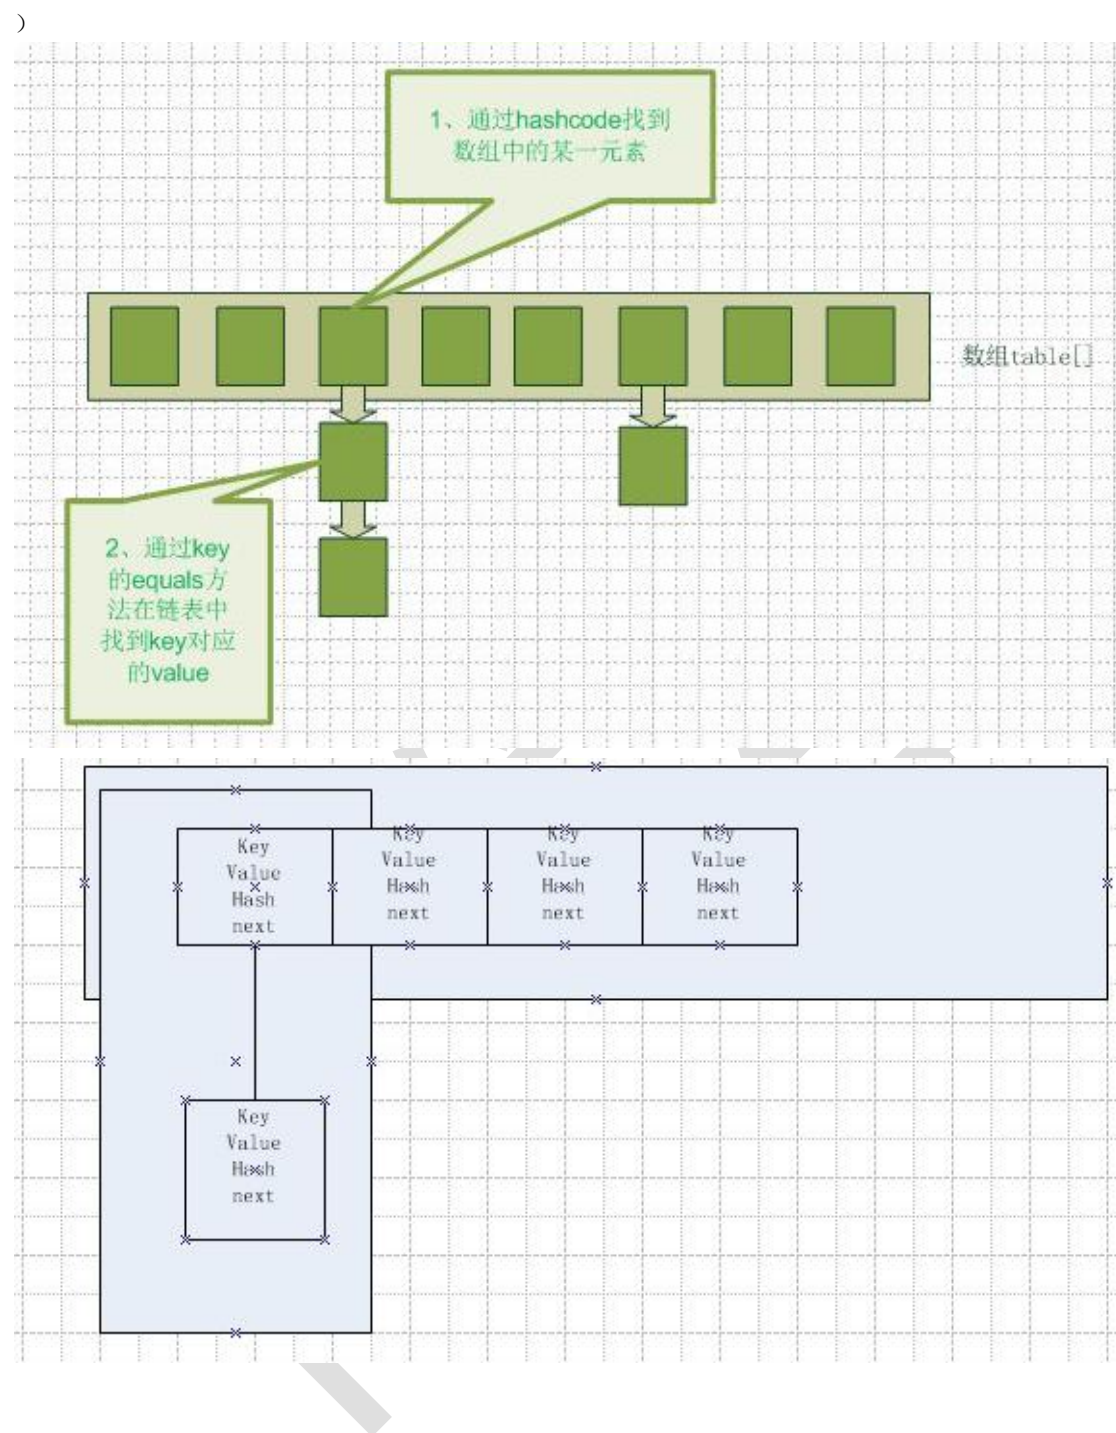 ）
1、通过hashcode找到
数组中的某一元素
数组table[]
2、通过key
的equals方
法在链表中
找到key对应
的value
Key
Value
Hash
next
Key
Value
Hash
next
Key
Value
Hash
next
Key
Value
Hash
next
Key
Value
Hash
next